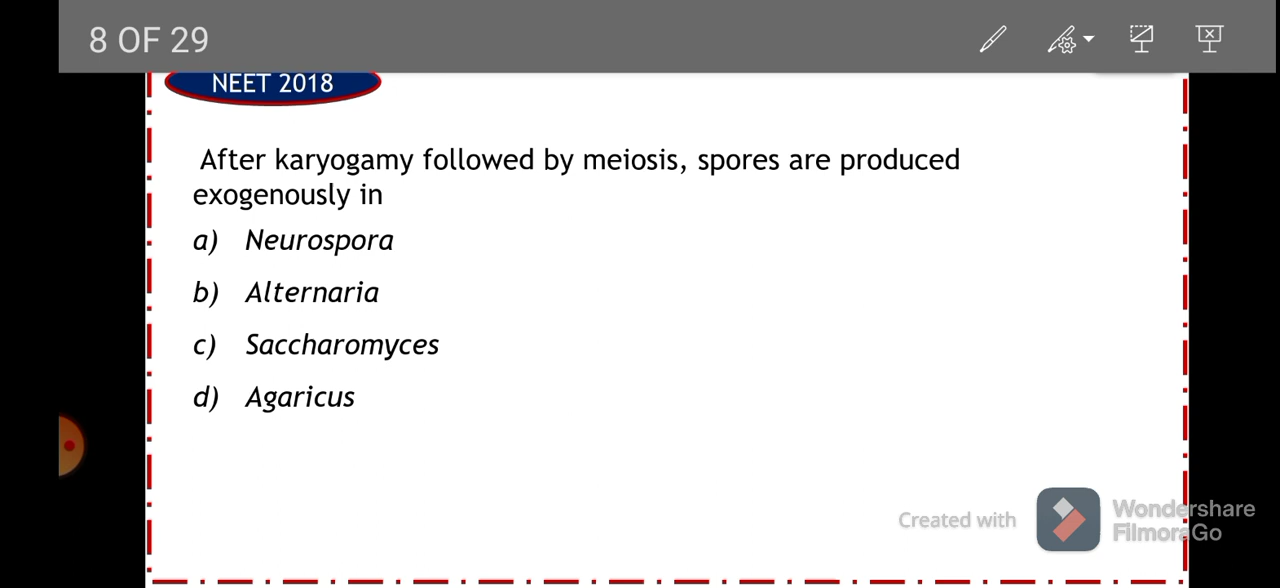 8 OF 29
NEET 2018
After karyogamy followed by meiosis, spores are produced
exogenously in
a) Neurospora
b) Alternaria
c) Saccharomyces
d) Agaricus
Created with
Wondershare
FilmoraGo